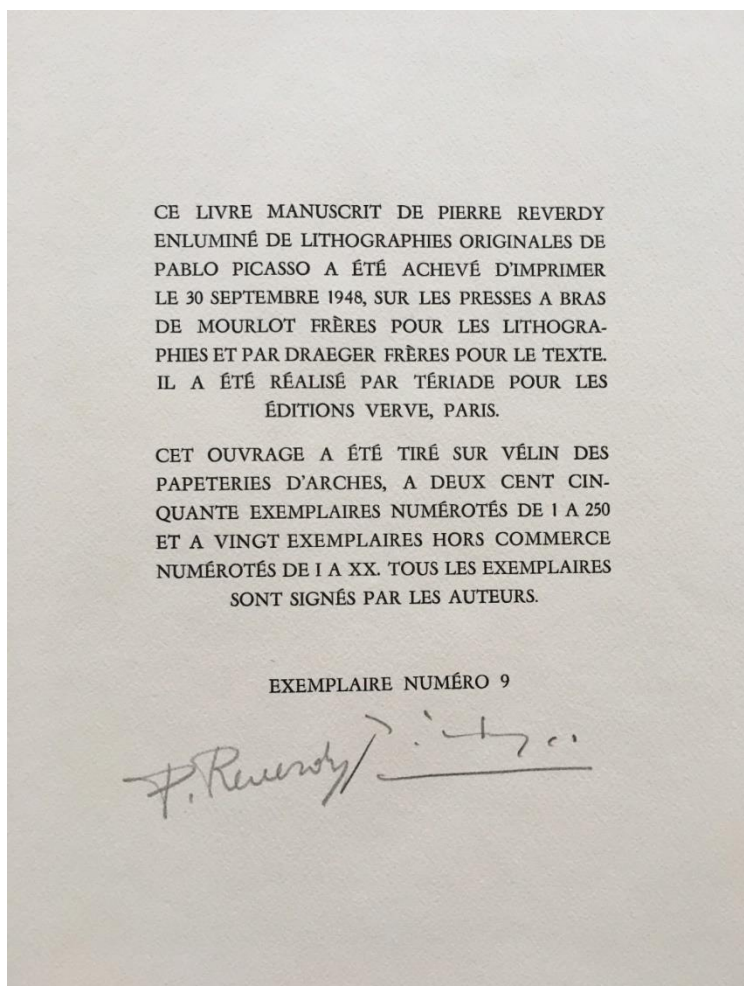 CE LIVRE MANUSCRIT DE PIERRE REVERDY
ENLUMINÉ DE LITHOGRAPHIES ORIGINALES DE
PABLO PICASSO A ÉTÉ ACHEVÉ D'IMPRIMER
LE 30 SEPTEMBRE 1948, SUR LES PRESSES A BRAS
DE MOURLOT FRÈRES POUR LES LITHOGRA-
PHIES ET PAR DRAEGER FRÈRES POUR LE TEXTE.
IL A ÉTÉ RÉALISÉ PAR TÉRIADE POUR LES
ÉDITIONS VERVE, PARIS.
CET OUVRAGE A ÉTÉ TIRÉ SUR VÉLIN DES
PAPETERIES D'ARCHES, A DEUX CENT CIN-
QUANTE EXEMPLAIRES NUMÉROTÉS DE 1 A 250
ET A VINGT EXEMPLAIRES HORS COMMERCE
NUMÉROTÉS DE I A XX. TOUS LES EXEMPLAIRES
SONT SIGNÉS PAR LES AUTEURS.
EXEMPLAIRE NUMÉRO 9
P. Reverdy